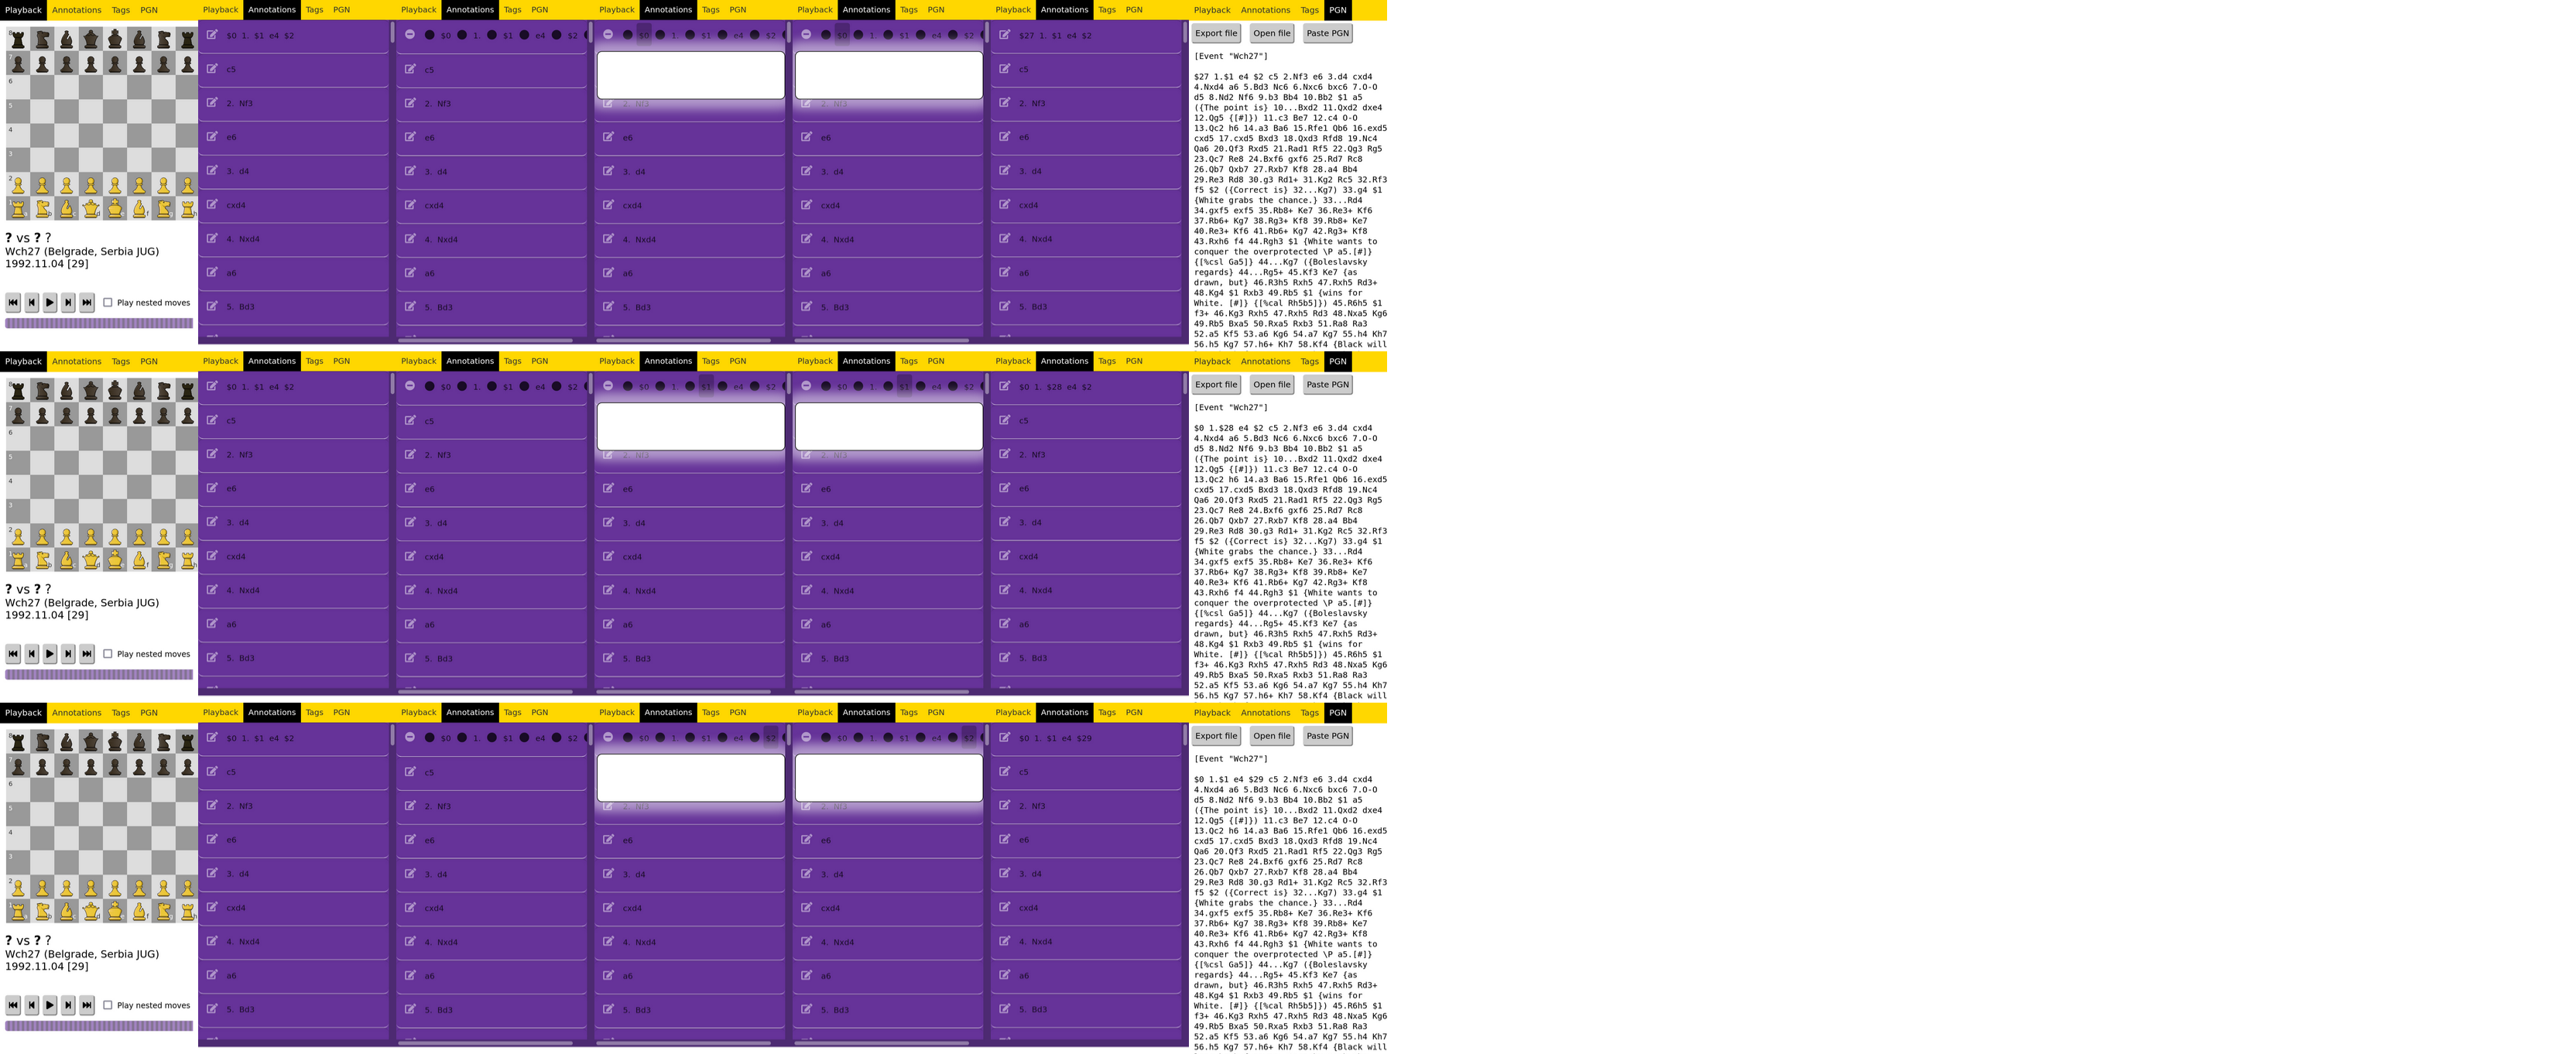 Playback Annotations Tags PGN
8
7
6
5
4
3
2
1
? vs ? ?
Wch27 (Belgrade, Serbia JUG)
1992.11.04 [29]
Play nested moves
Playback Annotations Tags PGN
$0 1. $1 e4 $2
c5
2. Nf3
e6
3. d4
cxd4
4. Nxd4
a6
5. Bd3
Playback Annotations Tags PGN
$0 1. $1 e4 $2
c5
2. Nf3
e6
3. d4
cxd4
4. Nxd4
a6
5. Bd3
Playback Annotations Tags PGN
$0 1. $1 e4 $2
2. Nf3
e6
3. d4
cxd4
4. Nxd4
a6
5. Bd3
Playback Annotations Tags PGN
$0 1. $1 e4 $2
2. Nf3
e6
3. d4
cxd4
4. Nxd4
a6
5. Bd3
Playback Annotations Tags PGN
$27 1. $1 e4 $2
c5
2. Nf3
e6
3. d4
cxd4
4. Nxd4
a6
5. Bd3
Playback Annotations Tags PGN
Export file Open file Paste PGN
[Event "Wch27"]
$27 1.$1 e4 $2 c5 2.Nf3 e6 3.d4 cxd4
4.Nxd4 a6 5.Bd3 Nc6 6.Nxc6 bxc6 7.O-O
d5 8.Nd2 Nf6 9.b3 Bb4 10.Bb2 $1 a5
({The point is} 10...Bxd2 11.Qxd2 dxe4
12.Qg5 {[#]}) 11.c3 Be7 12.c4 O-O
13.Qc2 h6 14.a3 Ba6 15.Rfe1 Qb6 16.exd5
cxd5 17.cxd5 Bxd3 18.Qxd3 Rfd8 19.Nc4
Qa6 20.Qf3 Rxd5 21.Rad1 Rf5 22.Qg3 Rg5
23.Qc7 Re8 24.Bxf6 gxf6 25.Rd7 Rc8
26.Qb7 Qxb7 27.Rxb7 Kf8 28.a4 Bb4
29.Re3 Rd8 30.g3 Rd1+ 31.Kg2 Rc5 32.Rf3
f5 $2 ({Correct is} 32...Kg7) 33.g4 $1
{White grabs the chance.} 33...Rd4
34.gxf5 exf5 35.Rb8+ Ke7 36.Re3+ Kf6
37.Rb6+ Kg7 38.Rg3+ Kf8 39.Rb8+ Ke7
40.Re3+ Kf6 41.Rb6+ Kg7 42.Rg3+ Kf8
43.Rxh6 f4 44.Rgh3 $1 {White wants to
conquer the overprotected \P a5.[#]}
{[%csl Ga5]} 44...Kg7 ({Boleslavsky
regards} 44...Rg5+ 45.Kf3 Ke7 {as
drawn, but} 46.R3h5 Rxh5 47.Rxh5 Rd3+
48.Kg4 $1 Rxb3 49.Rb5 $1 {wins for
White. [#]} {[%cal Rh5b5]}) 45.R6h5 $1
f3+ 46.Kg3 Rxh5 47.Rxh5 Rd3 48.Nxa5 Kg6
49.Rb5 Bxa5 50.Rxa5 Rxb3 51.Ra8 Ra3
52.a5 Kf5 53.a6 Kg6 54.a7 Kg7 55.h4 Kh7
56.h5 Kg7 57.h6+ Kh7 58.Kf4 {Black will
Playback Annotations Tags PGN
8
7
6
5
4
3
2
1
? vs ? ?
Wch27 (Belgrade, Serbia JUG)
1992.11.04 [29]
Play nested moves
Playback Annotations Tags PGN
$0 1. $1 e4 $2
c5
2. Nf3
e6
3. d4
cxd4
4. Nxd4
a6
5. Bd3
Playback Annotations Tags PGN
$0 1. $1 e4 $2
c5
2. Nf3
e6
3. d4
cxd4
4. Nxd4
a6
5. Bd3
Playback Annotations Tags PGN
$0 1. $1 e4 $2
2. Nf3
e6
3. d4
cxd4
4. Nxd4
a6
5. Bd3
Playback Annotations Tags PGN
$0 1. $1 e4 $2
2. Nf3
e6
3. d4
cxd4
4. Nxd4
a6
5. Bd3
Playback Annotations Tags PGN
$0 1. $28 e4 $2
c5
2. Nf3
e6
3. d4
cxd4
4. Nxd4
a6
5. Bd3
Playback Annotations Tags PGN
Export file Open file Paste PGN
[Event "Wch27"]
$0 1.$28 e4 $2 c5 2.Nf3 e6 3.d4 cxd4
4.Nxd4 a6 5.Bd3 Nc6 6.Nxc6 bxc6 7.O-O
d5 8.Nd2 Nf6 9.b3 Bb4 10.Bb2 $1 a5
({The point is} 10...Bxd2 11.Qxd2 dxe4
12.Qg5 {[#]}) 11.c3 Be7 12.c4 O-O
13.Qc2 h6 14.a3 Ba6 15.Rfe1 Qb6 16.exd5
cxd5 17.cxd5 Bxd3 18.Qxd3 Rfd8 19.Nc4
Qa6 20.Qf3 Rxd5 21.Rad1 Rf5 22.Qg3 Rg5
23.Qc7 Re8 24.Bxf6 gxf6 25.Rd7 Rc8
26.Qb7 Qxb7 27.Rxb7 Kf8 28.a4 Bb4
29.Re3 Rd8 30.g3 Rd1+ 31.Kg2 Rc5 32.Rf3
f5 $2 ({Correct is} 32...Kg7) 33.g4 $1
{White grabs the chance.} 33...Rd4
34.gxf5 exf5 35.Rb8+ Ke7 36.Re3+ Kf6
37.Rb6+ Kg7 38.Rg3+ Kf8 39.Rb8+ Ke7
40.Re3+ Kf6 41.Rb6+ Kg7 42.Rg3+ Kf8
43.Rxh6 f4 44.Rgh3 $1 {White wants to
conquer the overprotected \P a5.[#]}
{[%csl Ga5]} 44...Kg7 ({Boleslavsky
regards} 44...Rg5+ 45.Kf3 Ke7 {as
drawn, but} 46.R3h5 Rxh5 47.Rxh5 Rd3+
48.Kg4 $1 Rxb3 49.Rb5 $1 {wins for
White. [#]} {[%cal Rh5b5]}) 45.R6h5 $1
f3+ 46.Kg3 Rxh5 47.Rxh5 Rd3 48.Nxa5 Kg6
49.Rb5 Bxa5 50.Rxa5 Rxb3 51.Ra8 Ra3
52.a5 Kf5 53.a6 Kg6 54.a7 Kg7 55.h4 Kh7
56.h5 Kg7 57.h6+ Kh7 58.Kf4 {Black will
Playback Annotations Tags PGN
8
7
6
5
4
3
2
1
? vs ? ?
Wch27 (Belgrade, Serbia JUG)
1992.11.04 [29]
Play nested moves
Playback Annotations Tags PGN
$0 1. $1 e4 $2
c5
2. Nf3
e6
3. d4
cxd4
4. Nxd4
a6
5. Bd3
Playback Annotations Tags PGN
$0 1. $1 e4 $2
c5
2. Nf3
e6
3. d4
cxd4
4. Nxd4
a6
5. Bd3
Playback Annotations Tags PGN
$0 1. $1 e4 $2
2. Nf3
e6
3. d4
cxd4
4. Nxd4
a6
5. Bd3
Playback Annotations Tags PGN
$0 1. $1 e4 $2
2. Nf3
e6
3. d4
cxd4
4. Nxd4
a6
5. Bd3
Playback Annotations Tags PGN
$0 1. $1 e4 $29
c5
2. Nf3
e6
3. d4
cxd4
4. Nxd4
a6
5. Bd3
Playback Annotations Tags PGN
Export file Open file Paste PGN
[Event "Wch27"]
$0 1.$1 e4 $29 c5 2.Nf3 e6 3.d4 cxd4
4.Nxd4 a6 5.Bd3 Nc6 6.Nxc6 bxc6 7.O-O
d5 8.Nd2 Nf6 9.b3 Bb4 10.Bb2 $1 a5
({The point is} 10...Bxd2 11.Qxd2 dxe4
12.Qg5 {[#]}) 11.c3 Be7 12.c4 O-O
13.Qc2 h6 14.a3 Ba6 15.Rfe1 Qb6 16.exd5
cxd5 17.cxd5 Bxd3 18.Qxd3 Rfd8 19.Nc4
Qa6 20.Qf3 Rxd5 21.Rad1 Rf5 22.Qg3 Rg5
23.Qc7 Re8 24.Bxf6 gxf6 25.Rd7 Rc8
26.Qb7 Qxb7 27.Rxb7 Kf8 28.a4 Bb4
29.Re3 Rd8 30.g3 Rd1+ 31.Kg2 Rc5 32.Rf3
f5 $2 ({Correct is} 32...Kg7) 33.g4 $1
{White grabs the chance.} 33...Rd4
34.gxf5 exf5 35.Rb8+ Ke7 36.Re3+ Kf6
37.Rb6+ Kg7 38.Rg3+ Kf8 39.Rb8+ Ke7
40.Re3+ Kf6 41.Rb6+ Kg7 42.Rg3+ Kf8
43.Rxh6 f4 44.Rgh3 $1 {White wants to
conquer the overprotected \P a5.[#]}
{[%csl Ga5]} 44...Kg7 ({Boleslavsky
regards} 44...Rg5+ 45.Kf3 Ke7 {as
drawn, but} 46.R3h5 Rxh5 47.Rxh5 Rd3+
48.Kg4 $1 Rxb3 49.Rb5 $1 {wins for
White. [#]} {[%cal Rh5b5]}) 45.R6h5 $1
f3+ 46.Kg3 Rxh5 47.Rxh5 Rd3 48.Nxa5 Kg6
49.Rb5 Bxa5 50.Rxa5 Rxb3 51.Ra8 Ra3
52.a5 Kf5 53.a6 Kg6 54.a7 Kg7 55.h4 Kh7
56.h5 Kg7 57.h6+ Kh7 58.Kf4 {Black will